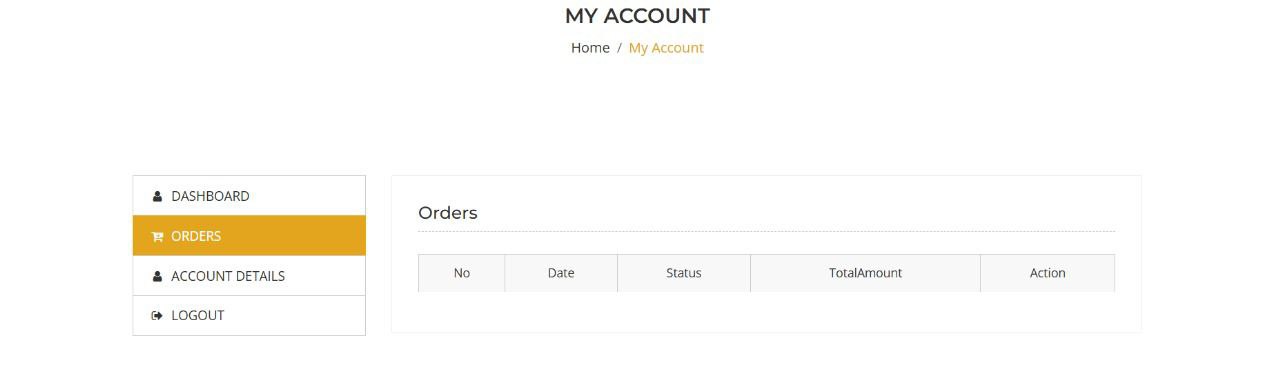 MY ACCOUNT
Home / My Account
DASHBOARD
ORDERS
ACCOUNT DETAILS
LOGOUT
Orders
No Date Status TotalAmount Action